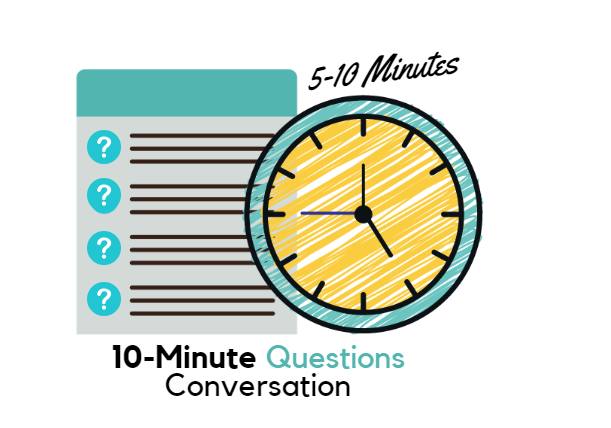 5-10 Minutes
?
?
?
?
10-Minute Questions
Conversation